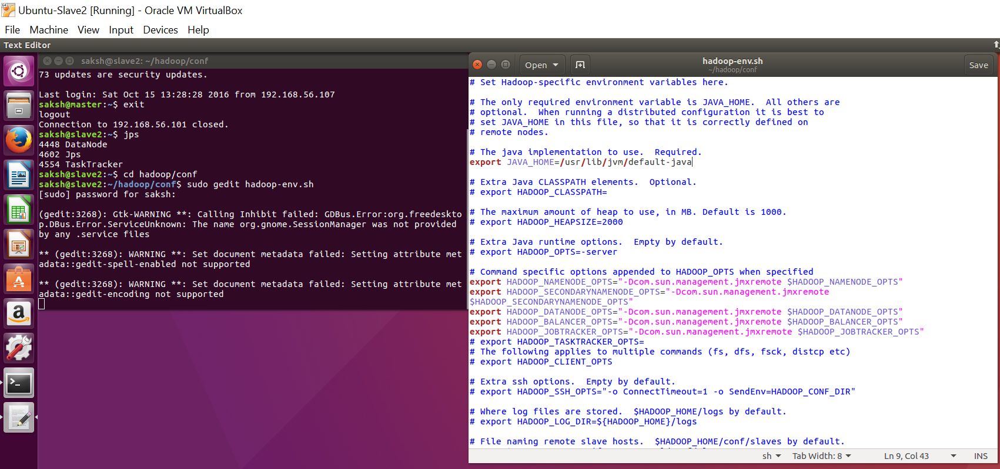 Ubuntu-Slave2 [Running] - Oracle VM VirtualBox
File Machine View Input Devices Help
Text Editor
saksh@slave2: ~/hadoop/conf
73 updates are security updates.
Last login: Sat Oct 15 13:28:28 2016 from 192.168.56.107
saksh@master:~$ exit
logout
Connection to 192.168.56.101 closed.
saksh@slave2:~$ jps
4448 DataNode
4602 Jps
4554 TaskTracker
saksh@slave2:~$ cd hadoop/conf
saksh@slave2:~/hadoop/conf$ sudo gedit hadoop-env.sh
[sudo] password for saksh:
(gedit:3268): Gtk-WARNING **: Calling Inhibit failed: GDBus.Error:org.freedeskto
p.DBus.Error.ServiceUnknown: The name org.gnome.SessionManager was not provided
by any .service files
** (gedit:3268): WARNING **: Set document metadata failed: Setting attribute met
adata::gedit-spell-enabled not supported
** (gedit:3268): WARNING **: Set document metadata failed: Setting attribute met
adata::gedit-encoding not supported
Open
hadoop-env.sh
~/hadoop/conf
Save
# Set Hadoop-specific environment variables here.
# The only required environment variable is JAVA_HOME.  All others are
# optional.  When running a distributed configuration it is best to
# set JAVA_HOME in this file, so that it is correctly defined on
# remote nodes.
# The java implementation to use.  Required.
export JAVA_HOME=/usr/lib/jvm/default-java
# Extra Java CLASSPATH elements.  Optional.
# export HADOOP_CLASSPATH=
# The maximum amount of heap to use, in MB. Default is 1000.
# export HADOOP_HEAPSIZE=2000
# Extra Java runtime options.  Empty by default.
# export HADOOP_OPTS=-server
# Command specific options appended to HADOOP_OPTS when specified
export HADOOP_NAMENODE_OPTS="-Dcom.sun.management.jmxremote $HADOOP_NAMENODE_OPTS"
export HADOOP_SECONDARYNAMENODE_OPTS="-Dcom.sun.management.jmxremote
$HADOOP_SECONDARYNAMENODE_OPTS"
export HADOOP_DATANODE_OPTS="-Dcom.sun.management.jmxremote $HADOOP_DATANODE_OPTS"
export HADOOP_BALANCER_OPTS="-Dcom.sun.management.jmxremote $HADOOP_BALANCER_OPTS"
export HADOOP_JOBTRACKER_OPTS="-Dcom.sun.management.jmxremote $HADOOP_JOBTRACKER_OPTS"
# export HADOOP_TASKTRACKER_OPTS=
# The following applies to multiple commands (fs, dfs, fsck, distcp etc)
# export HADOOP_CLIENT_OPTS
# Extra ssh options.  Empty by default.
# export HADOOP_SSH_OPTS="-o ConnectTimeout=1 -o SendEnv=HADOOP_CONF_DIR"
# Where log files are stored.  $HADOOP_HOME/logs by default.
# export HADOOP_LOG_DIR=${HADOOP_HOME}/logs
# File naming remote slave hosts.  $HADOOP_HOME/conf/slaves by default.
sh Tab Width: 8 Ln 9, Col 43 INS